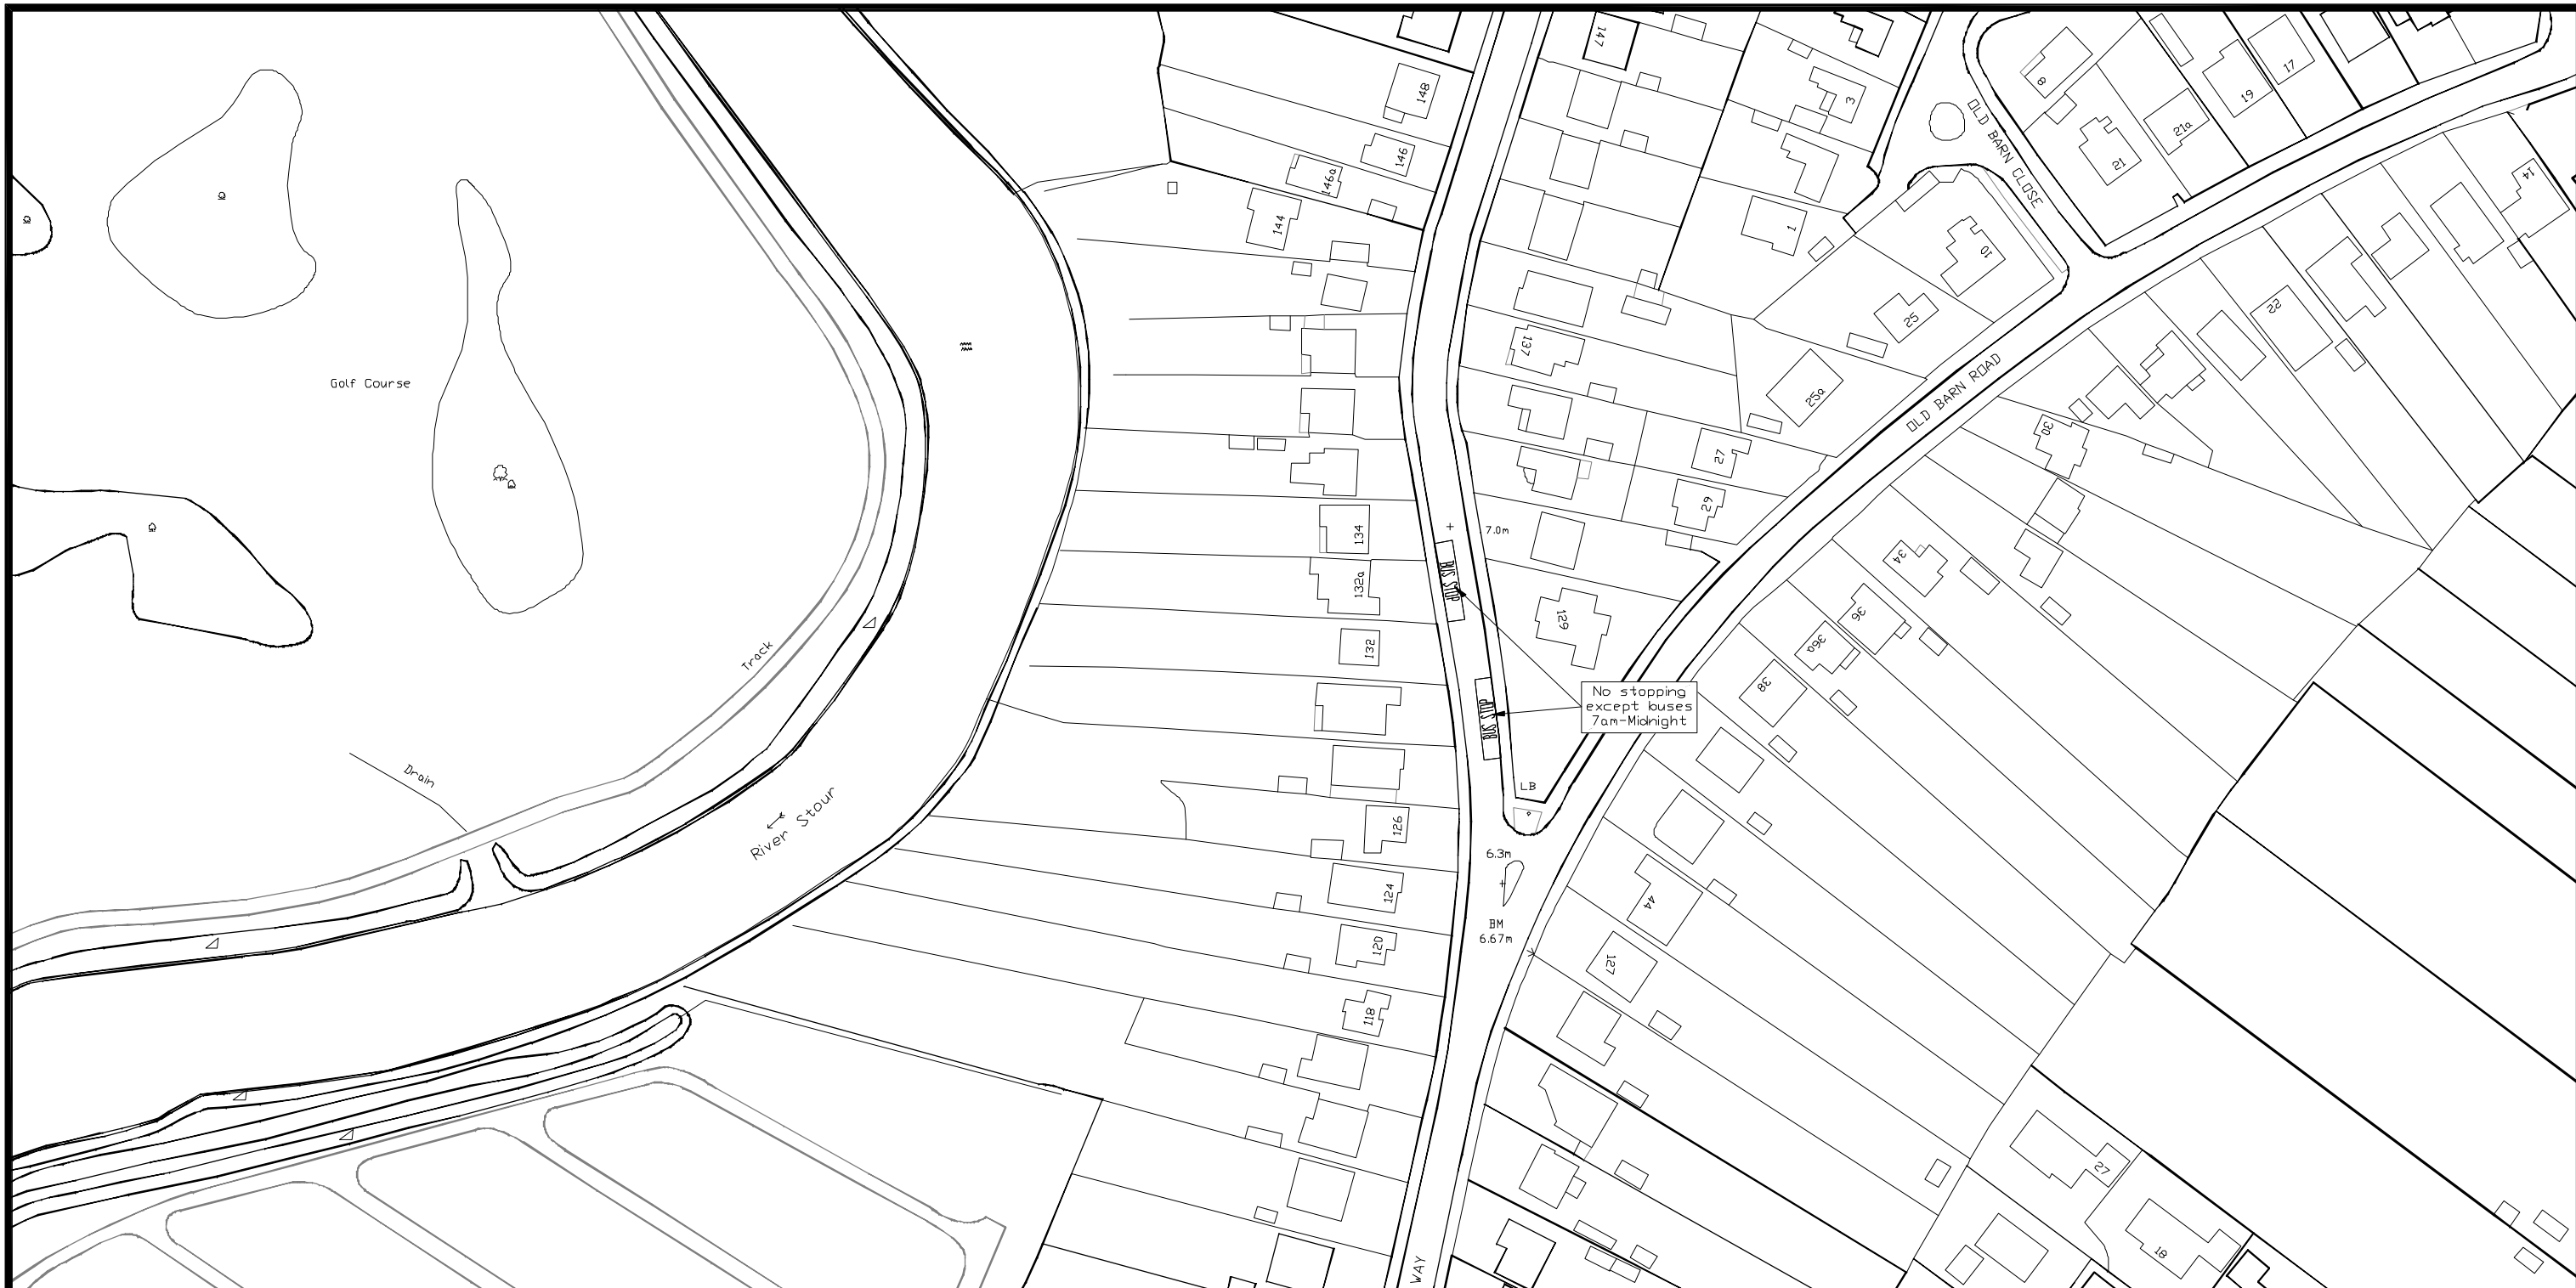 147
148
146
146a
144
3
1
8
21
21a
19
17
14
OLD BARN CLOSE
10
25
22
137
25a
OLD BARN ROAD
30
Golf Course
27
29
34
134
7.0m
BUS STOP
132a
129
36
36a
132
38
Track
No stopping
except buses
7am-Midnight
BUS STOP
Drain
LB
River Stour
126
6.3m
124
44
BM
6.67m
120
127
118
27
18
WAY